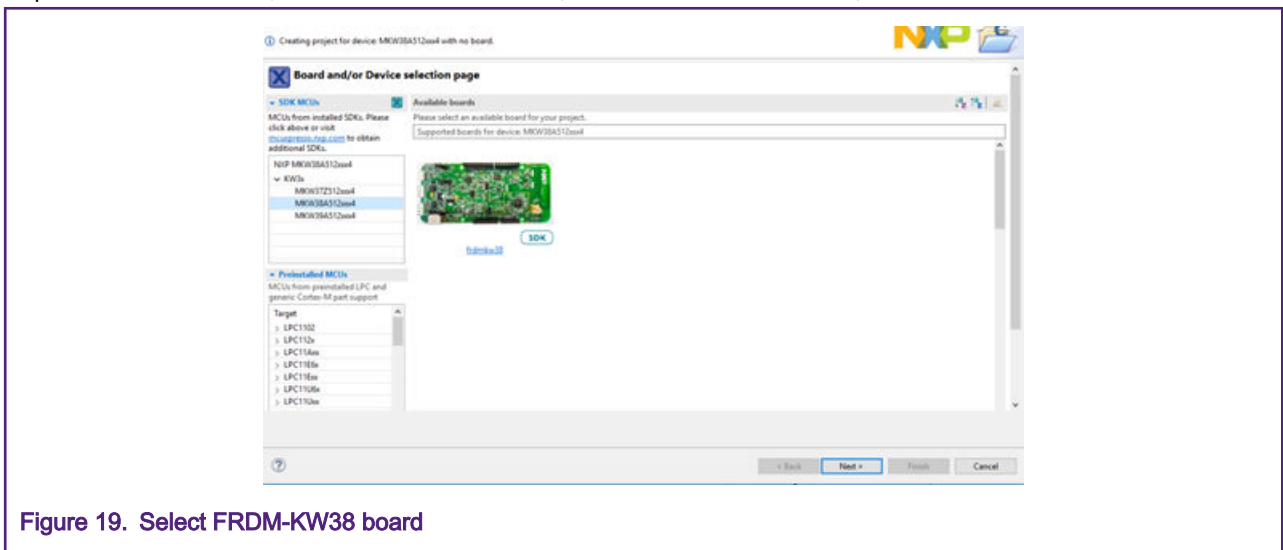 Creating project for device: MKW38A512xxx4 with no board.
NXP
Board and/or Device selection page
SDK MCUs
MCUs from installed SDKs. Please
click above or visit
mcuxpresso.nxp.com to obtain
additional SDKs.
NXP MKW38A512xxx4
KW3x
MKW37Z512xxx4
MKW38A512xxx4
MKW39A512xxx4
Preinstalled MCUs
MCUs from preinstalled LPC and
generic Cortex-M part support
Target
LPC1102
LPC112x
LPC11Axx
LPC11E6x
LPC11Exx
LPC11U6x
LPC11Uxx
Available boards
Please select an available board for your project.
Supported boards for device: MKW38A512xxx4
SDK
frdmkw38
< Back
Next >
Finish
Cancel
Figure 19. Select FRDM-KW38 board